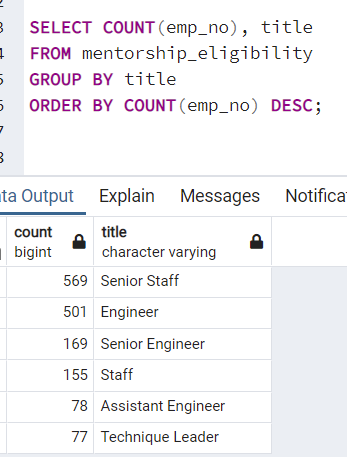 3 SELECT COUNT(emp_no), title
4 FROM mentorship_eligibility
5 GROUP BY title
6 ORDER BY COUNT(emp_no) DESC;
7
8
ta Output Explain Messages Notificat
count title
bigint character varying
569 Senior Staff
501 Engineer
169 Senior Engineer
155 Staff
78 Assistant Engineer
77 Technique Leader